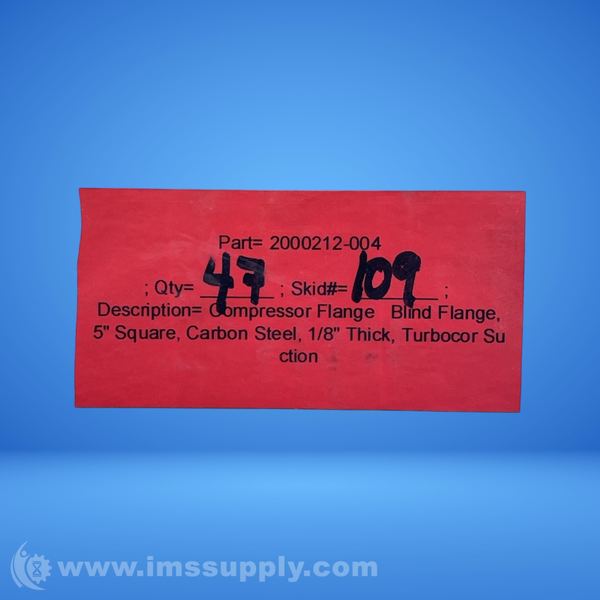 Part= 2000212-004
; Qty= 47 ; Skid#= 109 ;
Description= Compressor Flange Blind Flange,
5" Square, Carbon Steel, 1/8" Thick, Turbocor Su
ction
www.imssupply.com